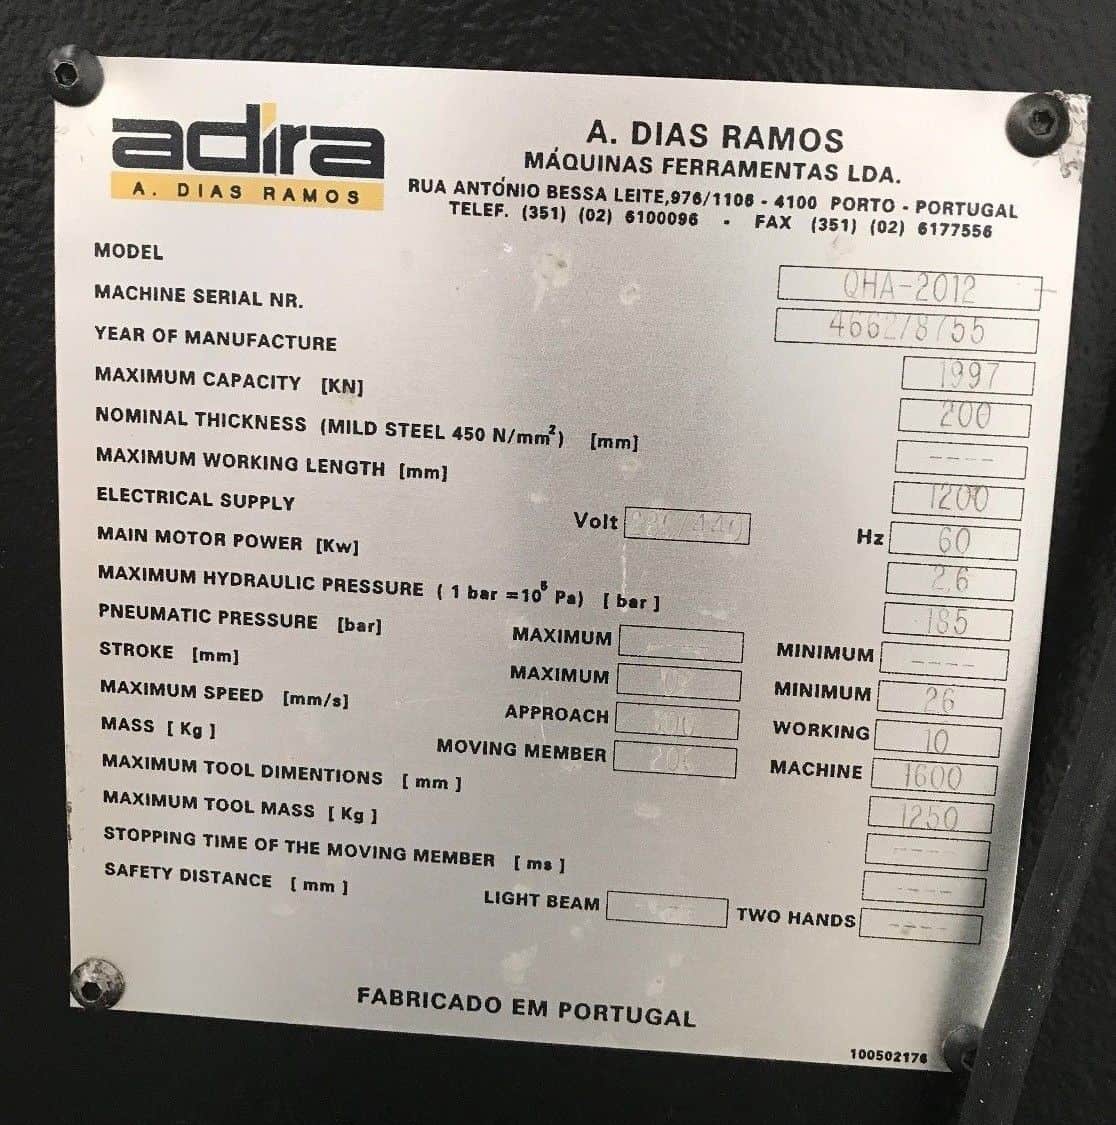 adira
A. DIAS RAMOS
A. DIAS RAMOS
MÁQUINAS FERRAMENTAS LDA.
RUA ANTÓNIO BESSA LEITE,976/1106 - 4100 PORTO - PORTUGAL
TELEF. (351) (02) 6100096 - FAX (351) (02) 6177556
MODEL QHA-2012
MACHINE SERIAL NR. 4662/8755
YEAR OF MANUFACTURE 1997
MAXIMUM CAPACITY [KN] 200
NOMINAL THICKNESS (MILD STEEL 450 N/mm²) [mm] ----
MAXIMUM WORKING LENGTH [mm] 1200
ELECTRICAL SUPPLY Volt Hz 60
MAIN MOTOR POWER [Kw] 2,6
MAXIMUM HYDRAULIC PRESSURE ( 1 bar =10⁵ Pa) [ bar ] 185
PNEUMATIC PRESSURE [bar] MAXIMUM MINIMUM ----
STROKE [mm] MAXIMUM MINIMUM 26
MAXIMUM SPEED [mm/s] APPROACH WORKING 10
MASS [ Kg ] MOVING MEMBER MACHINE 1600
MAXIMUM TOOL DIMENTIONS [ mm ] 1250
MAXIMUM TOOL MASS [ Kg ] ----
STOPPING TIME OF THE MOVING MEMBER [ ms ] ----
SAFETY DISTANCE [ mm ] LIGHT BEAM ---- TWO HANDS ----
FABRICADO EM PORTUGAL
100502176